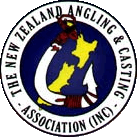 THE NEW ZEALAND ANGLING & CASTING
- ASSOCIATION (INC) -